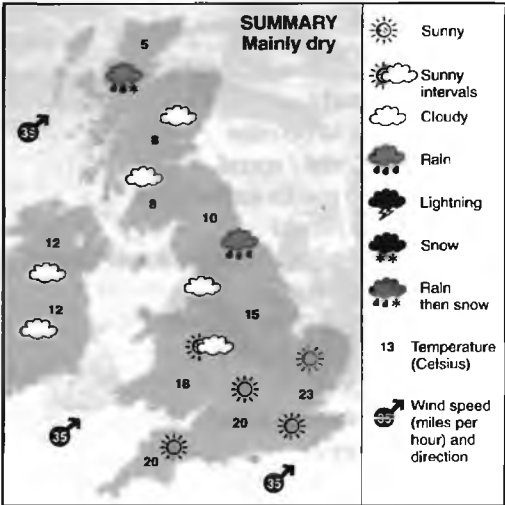 SUMMARY
Mainly dry
5
35
8
8
10
12
12
15
18
23
20
20
35
35
Sunny
Sunny
intervals
Cloudy
Rain
Lightning
Snow
Rain
then snow
13 Temperature
(Celsius)
35 Wind speed
(miles per
hour) and
direction